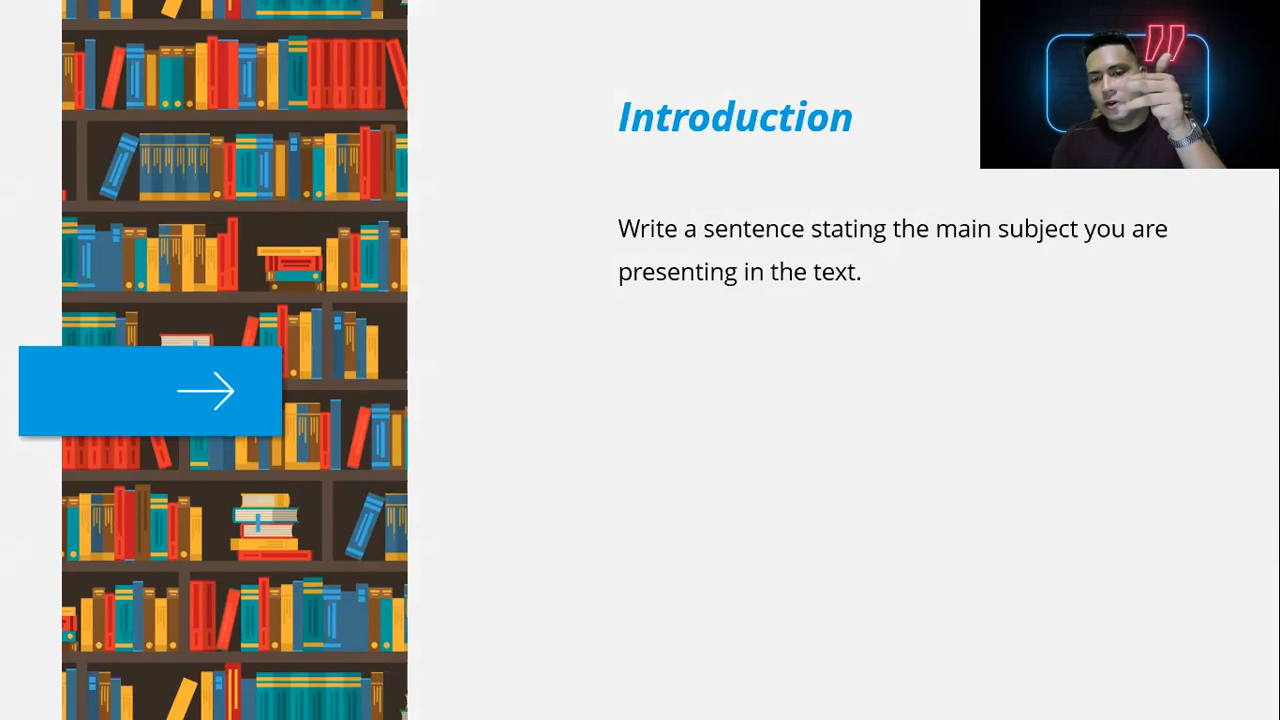 Introduction
Write a sentence stating the main subject you are
presenting in the text.